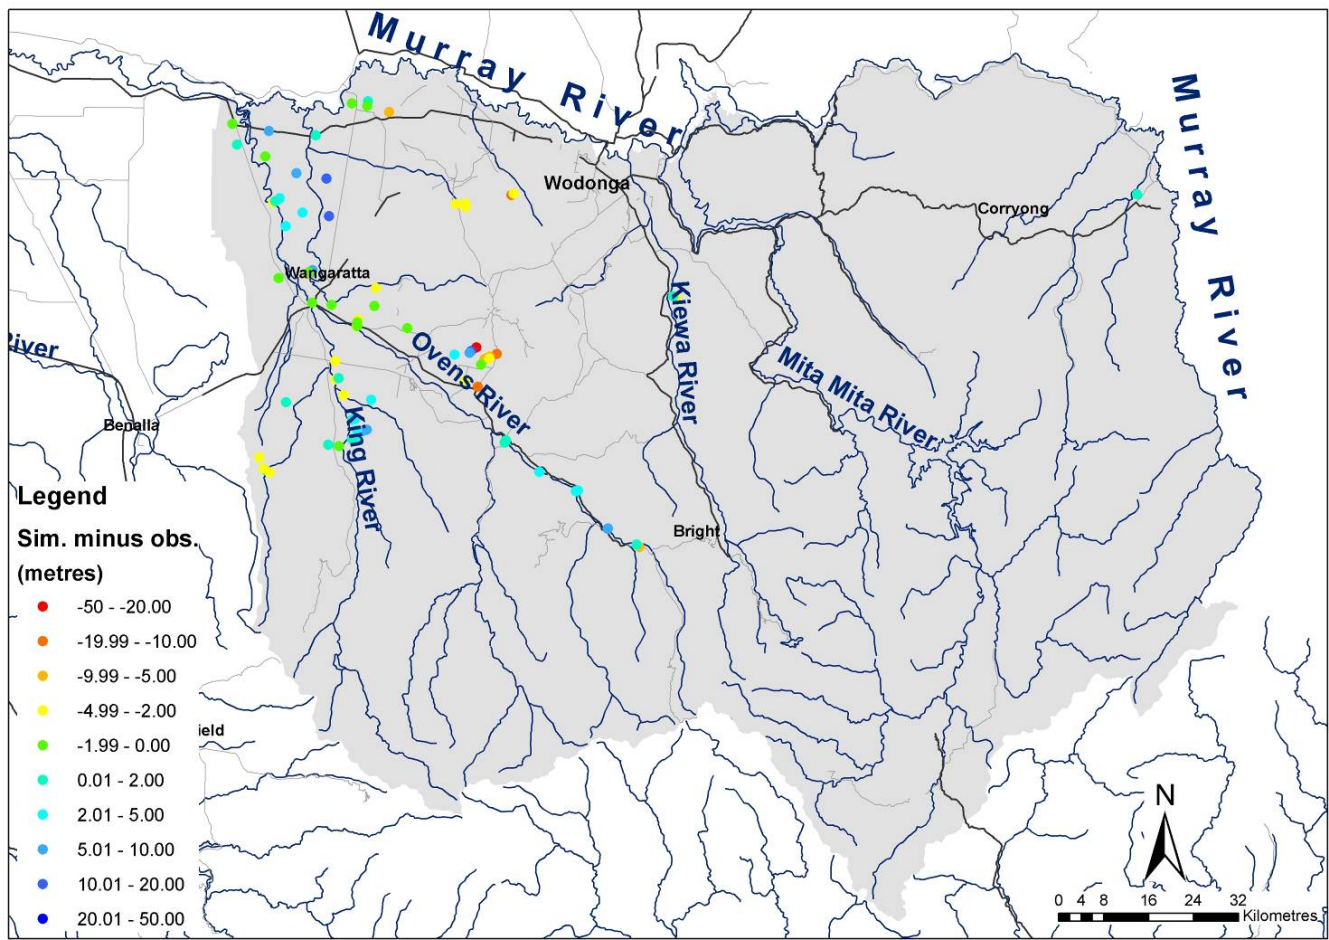 Murray River
Murray River
Wodonga
Corryong
Wangaratta
Kiewa River
Ovens River
Mita Mita River
River
Benalla
King River
Bright
Legend
Sim. minus obs.
(metres)
-50 - -20.00
-19.99 - -10.00
-9.99 - -5.00
-4.99 - -2.00
-1.99 - 0.00
0.01 - 2.00
2.01 - 5.00
5.01 - 10.00
10.01 - 20.00
20.01 - 50.00
ield
N
0 4 8 16 24 32
Kilometres